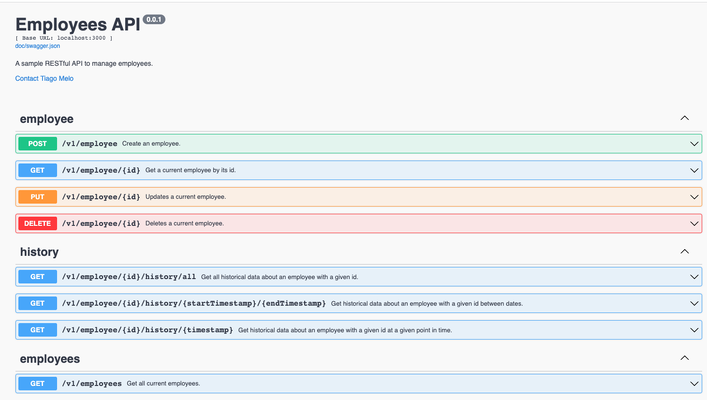 Employees API 0.0.1
[ Base URL: localhost:3000 ]
doc/swagger.json
A sample RESTful API to manage employees.
Contact Tiago Melo
employee
POST /v1/employee Create an employee.
GET /v1/employee/{id} Get a current employee by its id.
PUT /v1/employee/{id} Updates a current employee.
DELETE /v1/employee/{id} Deletes a current employee.
history
GET /v1/employee/{id}/history/all Get all historical data about an employee with a given id.
GET /v1/employee/{id}/history/{startTimestamp}/{endTimestamp} Get historical data about an employee with a given id between dates.
GET /v1/employee/{id}/history/{timestamp} Get historical data about an employee with a given id at a given point in time.
employees
GET /v1/employees Get all current employees.